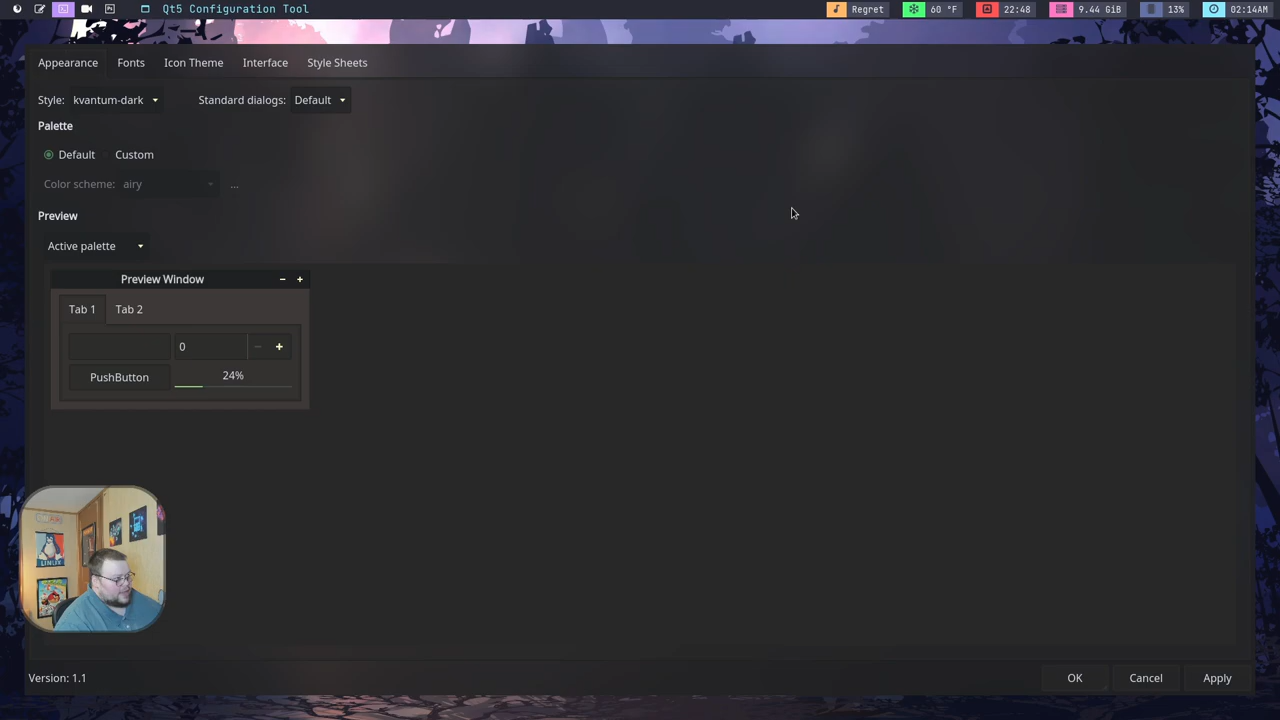 Qt5 Configuration Tool
Regret
60 °F
22:48
9.44 GiB
13%
02:14AM
Appearance Fonts Icon Theme Interface Style Sheets
Style: kvantum-dark Standard dialogs: Default
Palette
Default Custom
Color scheme: airy ...
Preview
Active palette
Preview Window
Tab 1 Tab 2
0
PushButton 24%
LINUX
Version: 1.1
OK Cancel Apply